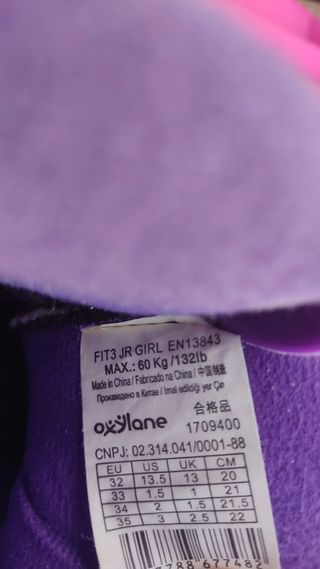 FIT3 JR GIRL EN13843
MAX.: 60 Kg /132lb
Made in China / Fabricado na China / 中国制造
Произведено в Китае / Imal edildiği yer Çin
合格品
oxylane 1709400
CNPJ: 02.314.041/0001-88
EU US UK CM
32 13.5 13 20
33 1.5 1 21
34 2 1.5 21.5
35 3 2.5 22
788 677482